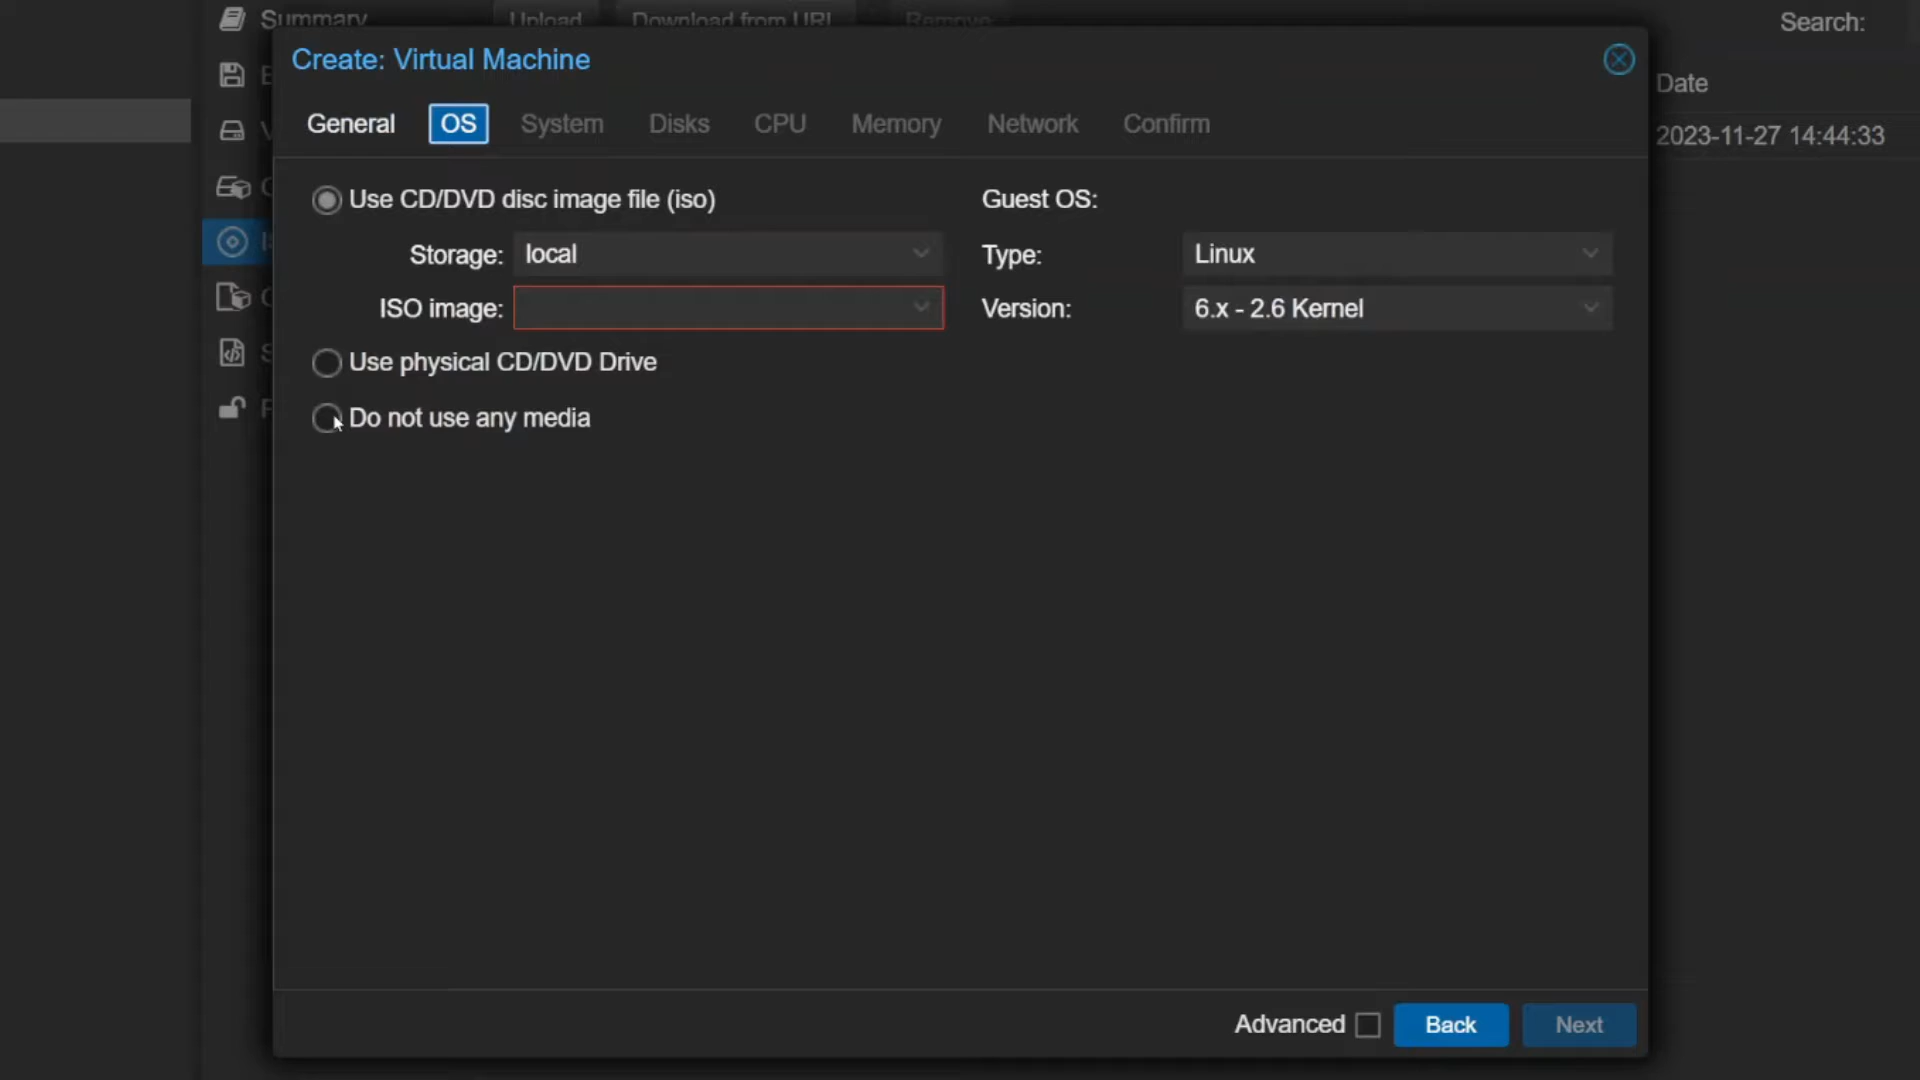 Summary Upload Download from URL Remove Search:
Create: Virtual Machine
Date
General OS System Disks CPU Memory Network Confirm
2023-11-27 14:44:33
Use CD/DVD disc image file (iso) Guest OS:
Storage: local Type: Linux
ISO image: Version: 6.x - 2.6 Kernel
Use physical CD/DVD Drive
Do not use any media
Advanced Back Next